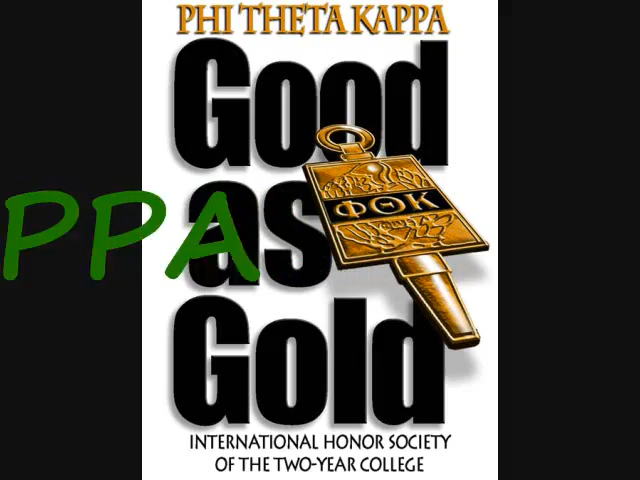 PHI THETA KAPPA
Good
as
Gold
ΦΘΚ
PPA
INTERNATIONAL HONOR SOCIETY
OF THE TWO-YEAR COLLEGE